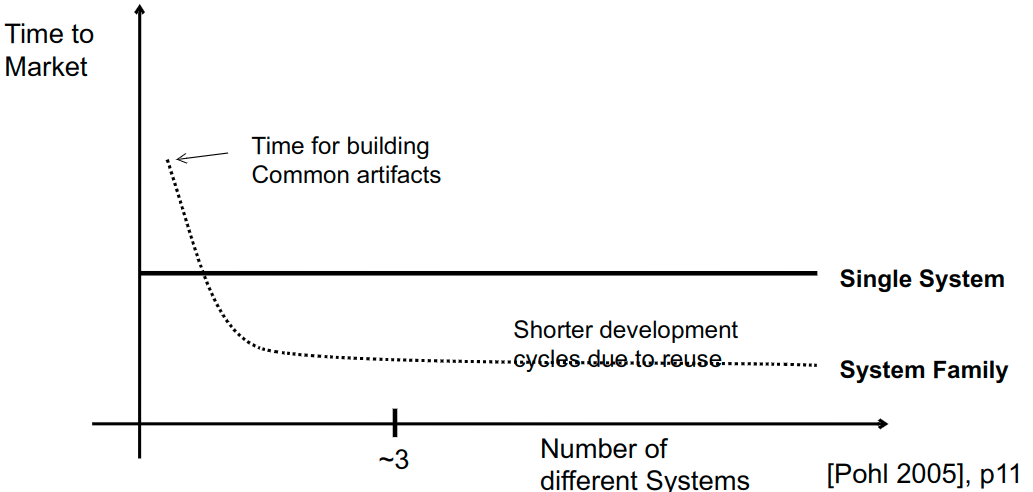 Time to
Market
Time for building
Common artifacts
Single System
Shorter development
cycles due to reuse
System Family
~3
Number of
different Systems
[Pohl 2005], p11